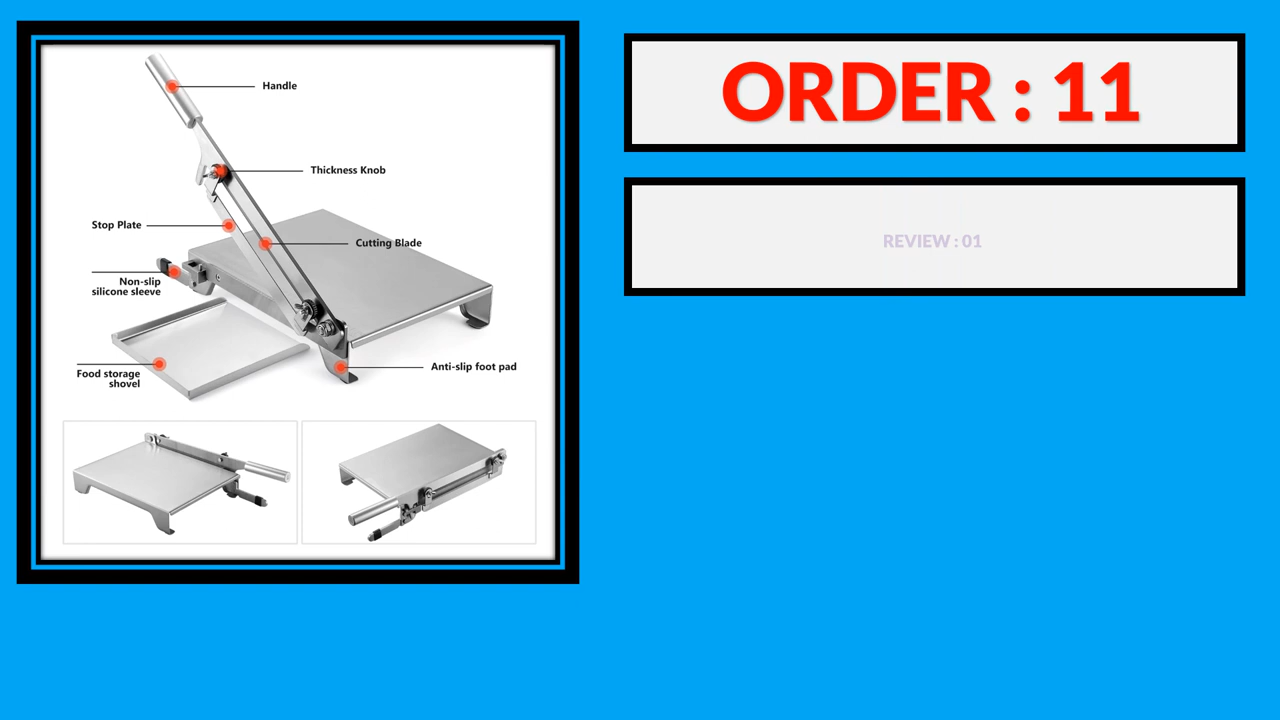 Handle
Thickness Knob
Stop Plate
Cutting Blade
Non-slip
silicone sleeve
Food storage
shovel
Anti-slip foot pad
ORDER : 11
REVIEW : 01